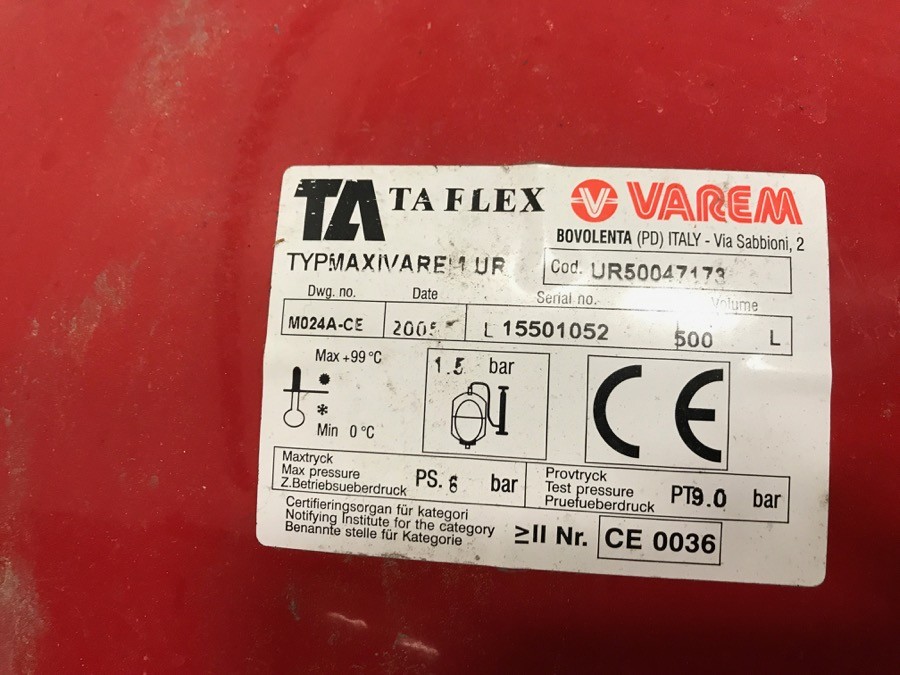 TA TA FLEX VAREM
BOVOLENTA (PD) ITALY - Via Sabbioni, 2
TYP MAXIVAREM UR Cod. UR50047173
Dwg. no. Date Serial no. Volume
M024A-CE 2005 L 15501052 500 L
Max +99 °C
1.5 bar
CE
Min 0 °C
Maxtryck
Max pressure
Z.Betriebsueberdruck
PS. 6 bar
Provtryck
Test pressure
Pruefueberdruck
PT9.0 bar
Certifieringsorgan für kategori
Notifying Institute for the category
Benannte stelle für Kategorie
≥II Nr. CE 0036